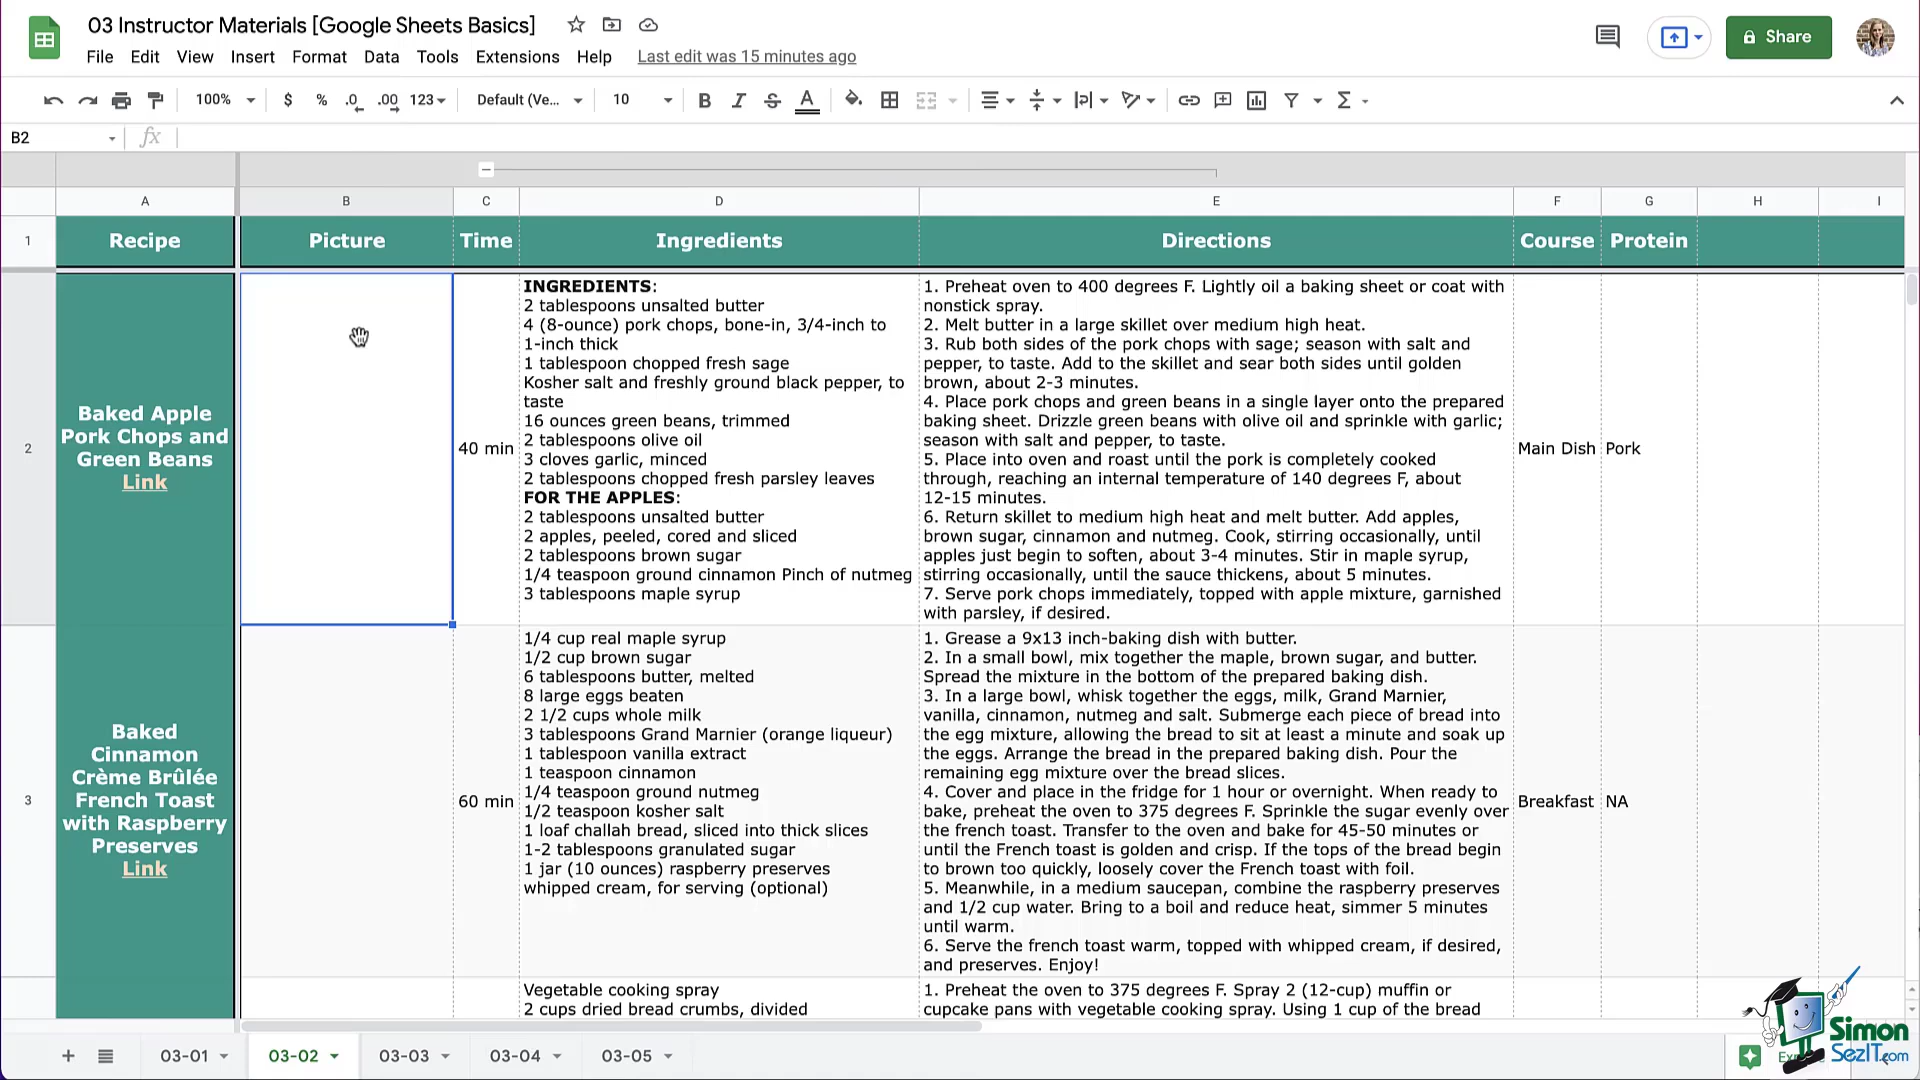 03 Instructor Materials [Google Sheets Basics]
File Edit View Insert Format Data Tools Extensions Help Last edit was 15 minutes ago
Share
100% $ % .0 .00 123 Default (Ve... 10 B I S A Σ
B2 fx
A B C D E F G H I
1 Recipe Picture Time Ingredients Directions Course Protein
2
Baked Apple
Pork Chops and
Green Beans
Link
40 min
INGREDIENTS:
2 tablespoons unsalted butter
4 (8-ounce) pork chops, bone-in, 3/4-inch to
1-inch thick
1 tablespoon chopped fresh sage
Kosher salt and freshly ground black pepper, to
taste
16 ounces green beans, trimmed
2 tablespoons olive oil
3 cloves garlic, minced
2 tablespoons chopped fresh parsley leaves
FOR THE APPLES:
2 tablespoons unsalted butter
2 apples, peeled, cored and sliced
2 tablespoons brown sugar
1/4 teaspoon ground cinnamon Pinch of nutmeg
3 tablespoons maple syrup
1. Preheat oven to 400 degrees F. Lightly oil a baking sheet or coat with
nonstick spray.
2. Melt butter in a large skillet over medium high heat.
3. Rub both sides of the pork chops with sage; season with salt and
pepper, to taste. Add to the skillet and sear both sides until golden
brown, about 2-3 minutes.
4. Place pork chops and green beans in a single layer onto the prepared
baking sheet. Drizzle green beans with olive oil and sprinkle with garlic;
season with salt and pepper, to taste.
5. Place into oven and roast until the pork is completely cooked
through, reaching an internal temperature of 140 degrees F, about
12-15 minutes.
6. Return skillet to medium high heat and melt butter. Add apples,
brown sugar, cinnamon and nutmeg. Cook, stirring occasionally, until
apples just begin to soften, about 3-4 minutes. Stir in maple syrup,
stirring occasionally, until the sauce thickens, about 5 minutes.
7. Serve pork chops immediately, topped with apple mixture, garnished
with parsley, if desired.
Main Dish
Pork
3
Baked
Cinnamon
Crème Brûlée
French Toast
with Raspberry
Preserves
Link
60 min
1/4 cup real maple syrup
1/2 cup brown sugar
6 tablespoons butter, melted
8 large eggs beaten
2 1/2 cups whole milk
3 tablespoons Grand Marnier (orange liqueur)
1 tablespoon vanilla extract
1 teaspoon cinnamon
1/4 teaspoon ground nutmeg
1/2 teaspoon kosher salt
1 loaf challah bread, sliced into thick slices
1-2 tablespoons granulated sugar
1 jar (10 ounces) raspberry preserves
whipped cream, for serving (optional)
1. Grease a 9x13 inch-baking dish with butter.
2. In a small bowl, mix together the maple, brown sugar, and butter.
Spread the mixture in the bottom of the prepared baking dish.
3. In a large bowl, whisk together the eggs, milk, Grand Marnier,
vanilla, cinnamon, nutmeg and salt. Submerge each piece of bread into
the egg mixture, allowing the bread to sit at least a minute and soak up
the eggs. Arrange the bread in the prepared baking dish. Pour the
remaining egg mixture over the bread slices.
4. Cover and place in the fridge for 1 hour or overnight. When ready to
bake, preheat the oven to 375 degrees F. Sprinkle the sugar evenly over
the french toast. Transfer to the oven and bake for 45-50 minutes or
until the French toast is golden and crisp. If the tops of the bread begin
to brown too quickly, loosely cover the French toast with foil.
5. Meanwhile, in a medium saucepan, combine the raspberry preserves
and 1/2 cup water. Bring to a boil and reduce heat, simmer 5 minutes
until warm.
6. Serve the french toast warm, topped with whipped cream, if desired,
and preserves. Enjoy!
Breakfast
NA
Vegetable cooking spray
2 cups dried bread crumbs, divided
1. Preheat the oven to 375 degrees F. Spray 2 (12-cup) muffin or
cupcake pans with vegetable cooking spray. Using 1 cup of the bread
03-01 03-02 03-03 03-04 03-05
Simon
SezIT.com